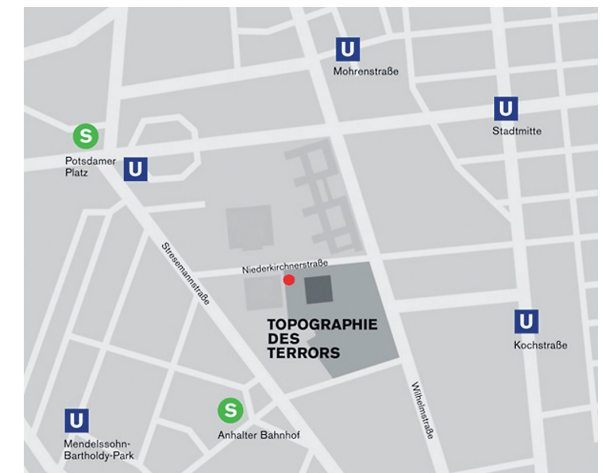 U
Mohrenstraße
U
Stadtmitte
S
Potsdamer
Platz
U
Stresemannstraße
Niederkirchnerstraße
TOPOGRAPHIE
DES
TERRORS
U
Kochstraße
Wilhelmstraße
S
Anhalter Bahnhof
U
Mendelssohn-
Bartholdy-Park